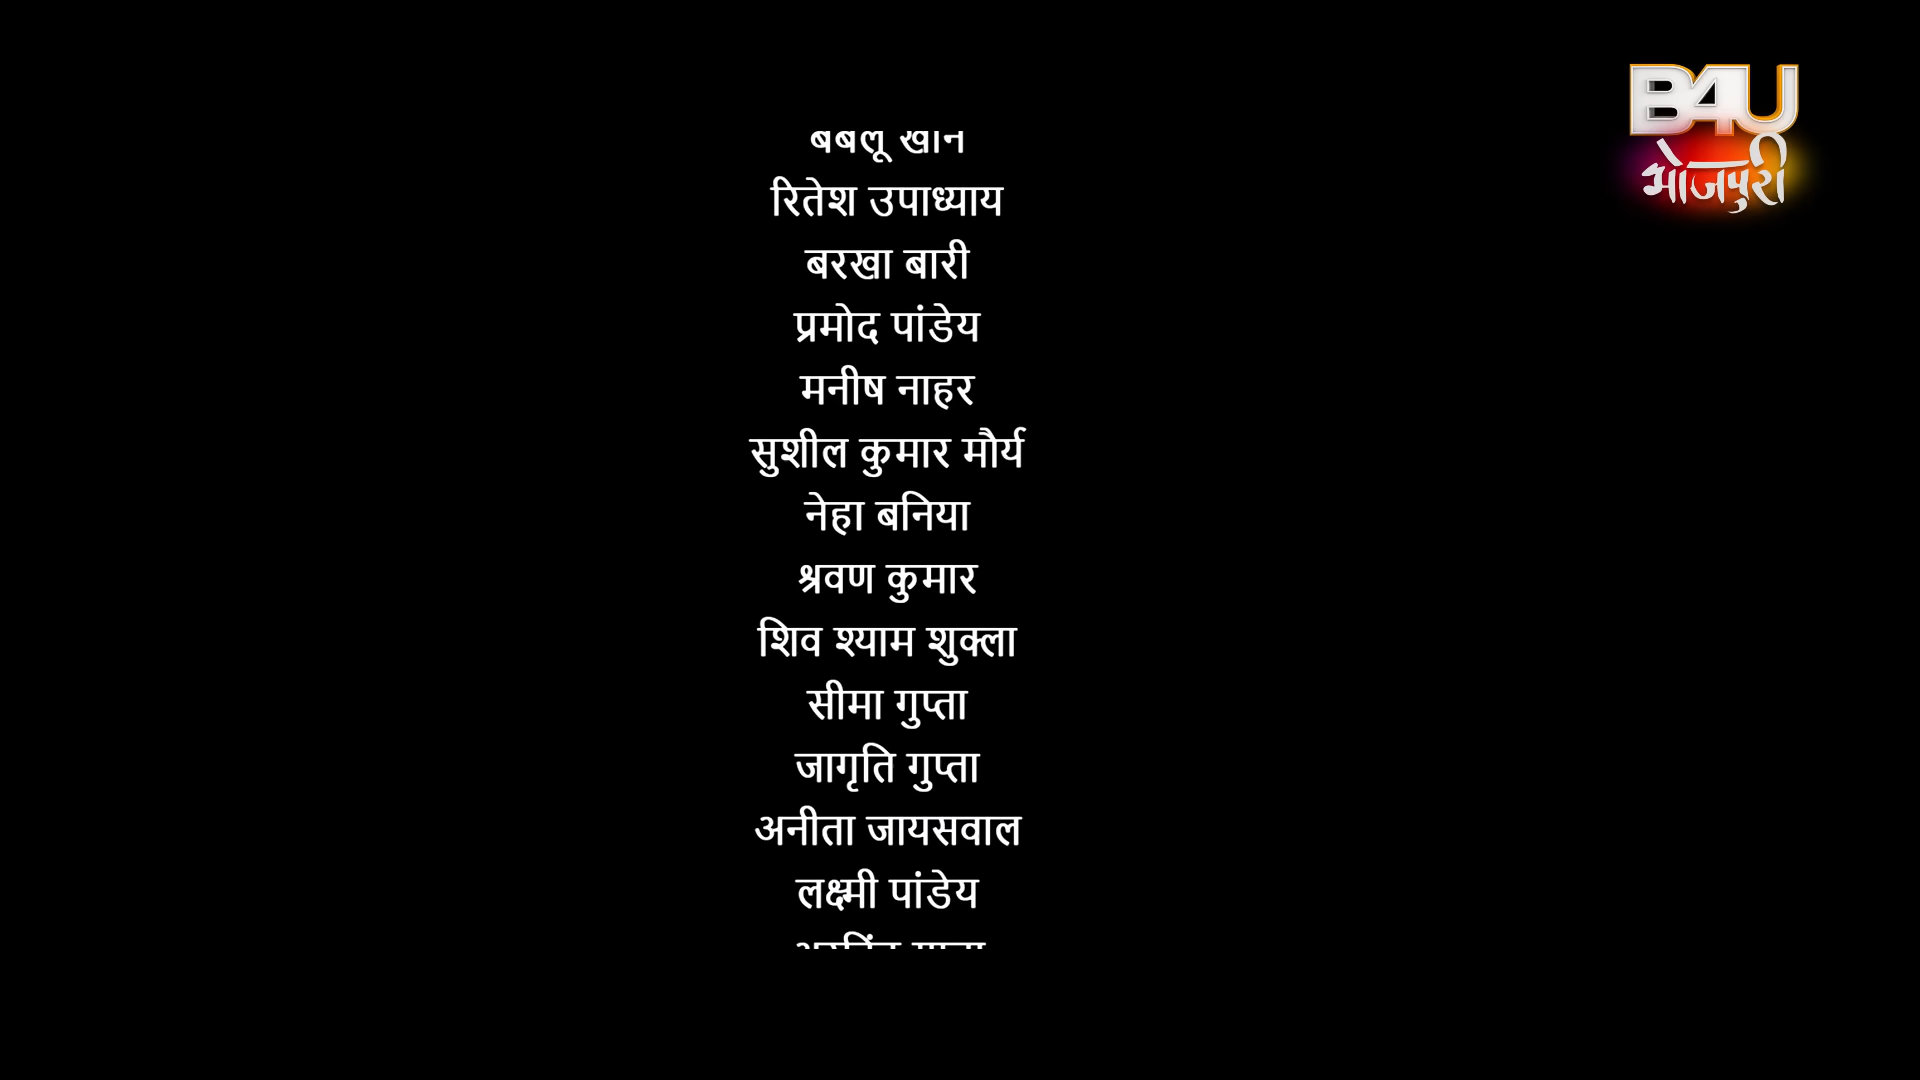 बबलू खान
रितेश उपाध्याय
बरखा बारी
प्रमोद पांडेय
मनीष नाहर
सुशील कुमार मौर्य
नेहा बनिया
श्रवण कुमार
शिव श्याम शुक्ला
सीमा गुप्ता
जागृति गुप्ता
अनीता जायसवाल
लक्ष्मी पांडेय
B4U
भोजपुरी